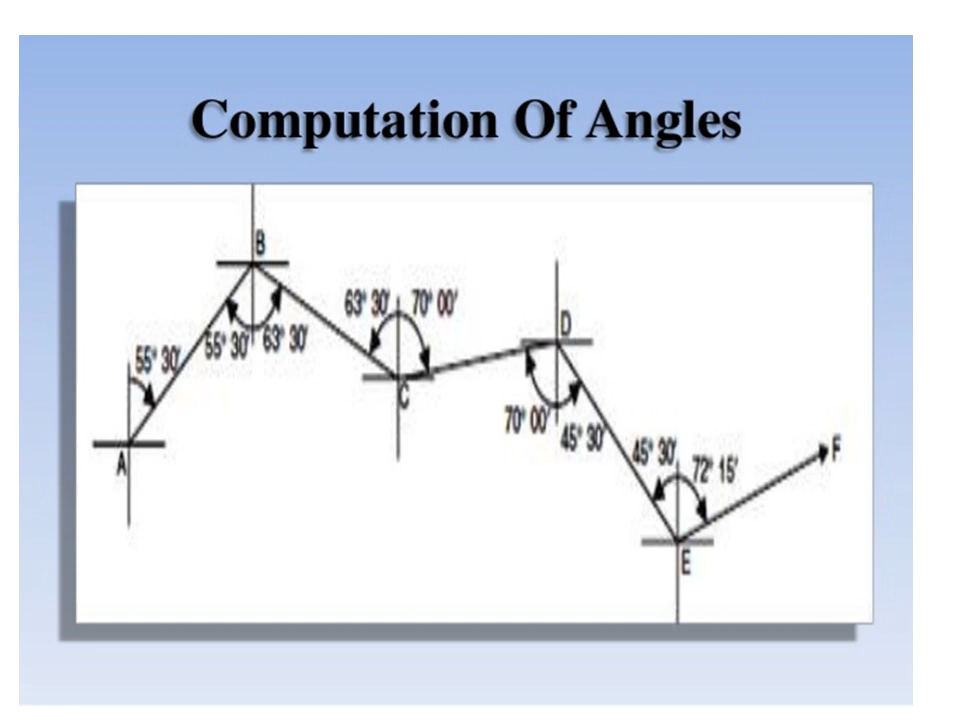 Computation Of Angles
B
63° 30' 70° 00'
D
55° 30' 63° 30'
55° 30'
C
70° 00'
45° 30'
45° 30'
72° 15'
F
A
E